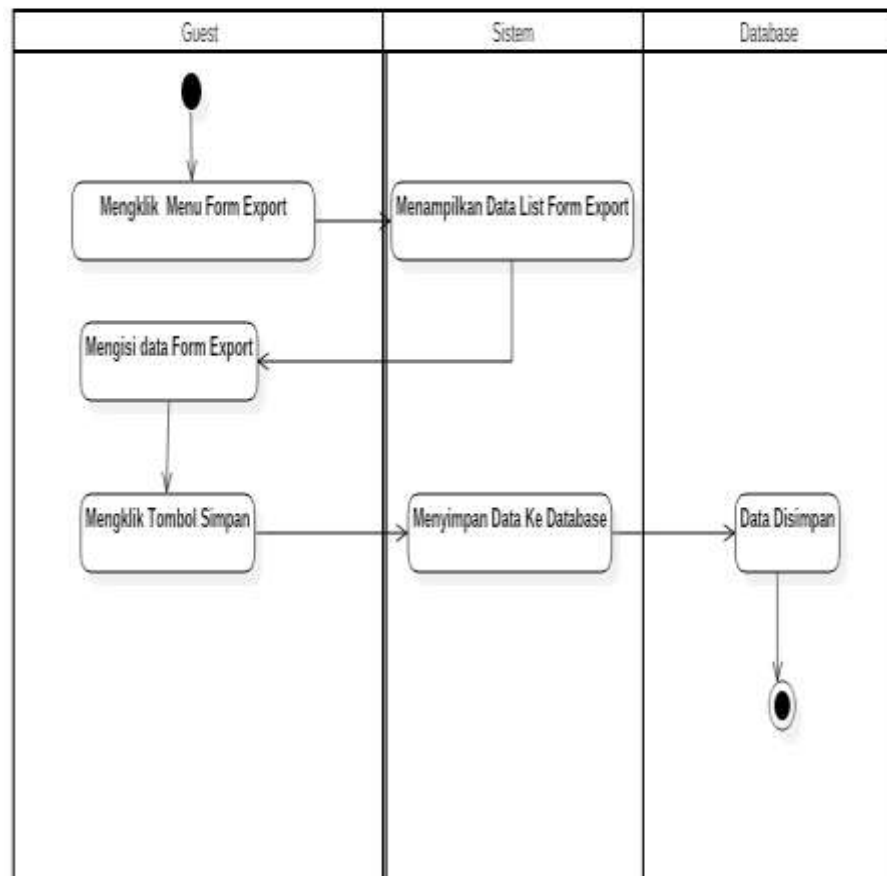 Guest
Sistem
Database
Mengklik Menu Form Export
Menampilkan Data List Form Export
Mengisi data Form Export
Mengklik Tombol Simpan
Menyimpan Data Ke Database
Data Disimpan